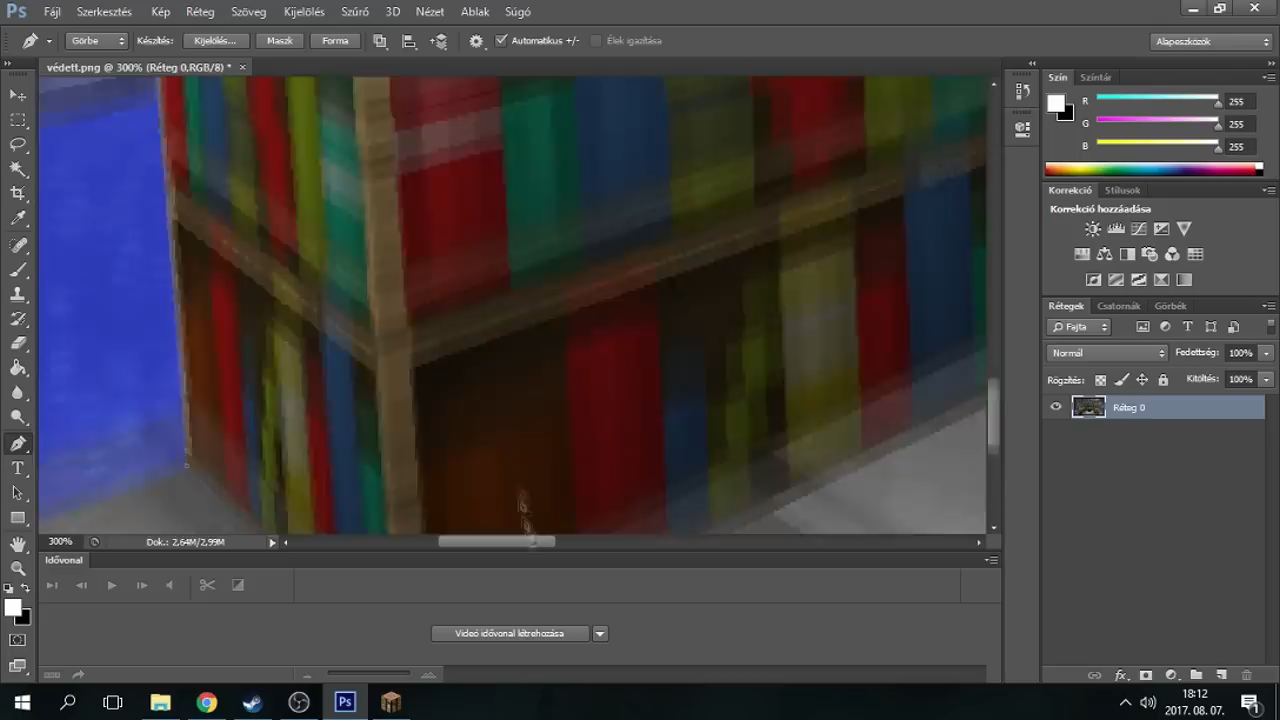 Ps Fájl Szerkesztés Kép Réteg Szöveg Kijelölés Szűrő 3D Nézet Ablak Súgó
Görbe Készítés: Kijelölés... Maszk Forma Automatikus +/- Élek igazítása Alapeszközök
védett.png @ 300% (Réteg 0,RGB/8) *
Szín Színtár
R 255
G 255
B 255
Korrekció Stílusok
Korrekció hozzáadása
Rétegek Csatornák Görbék
Fajta
Normál Fedettség: 100%
Rögzítés: Kitöltés: 100%
Réteg 0
300% Dok.: 2,64M/2,99M
Idővonal
Videó idővonal létrehozása
Ps
18:12
2017. 08. 07.
1